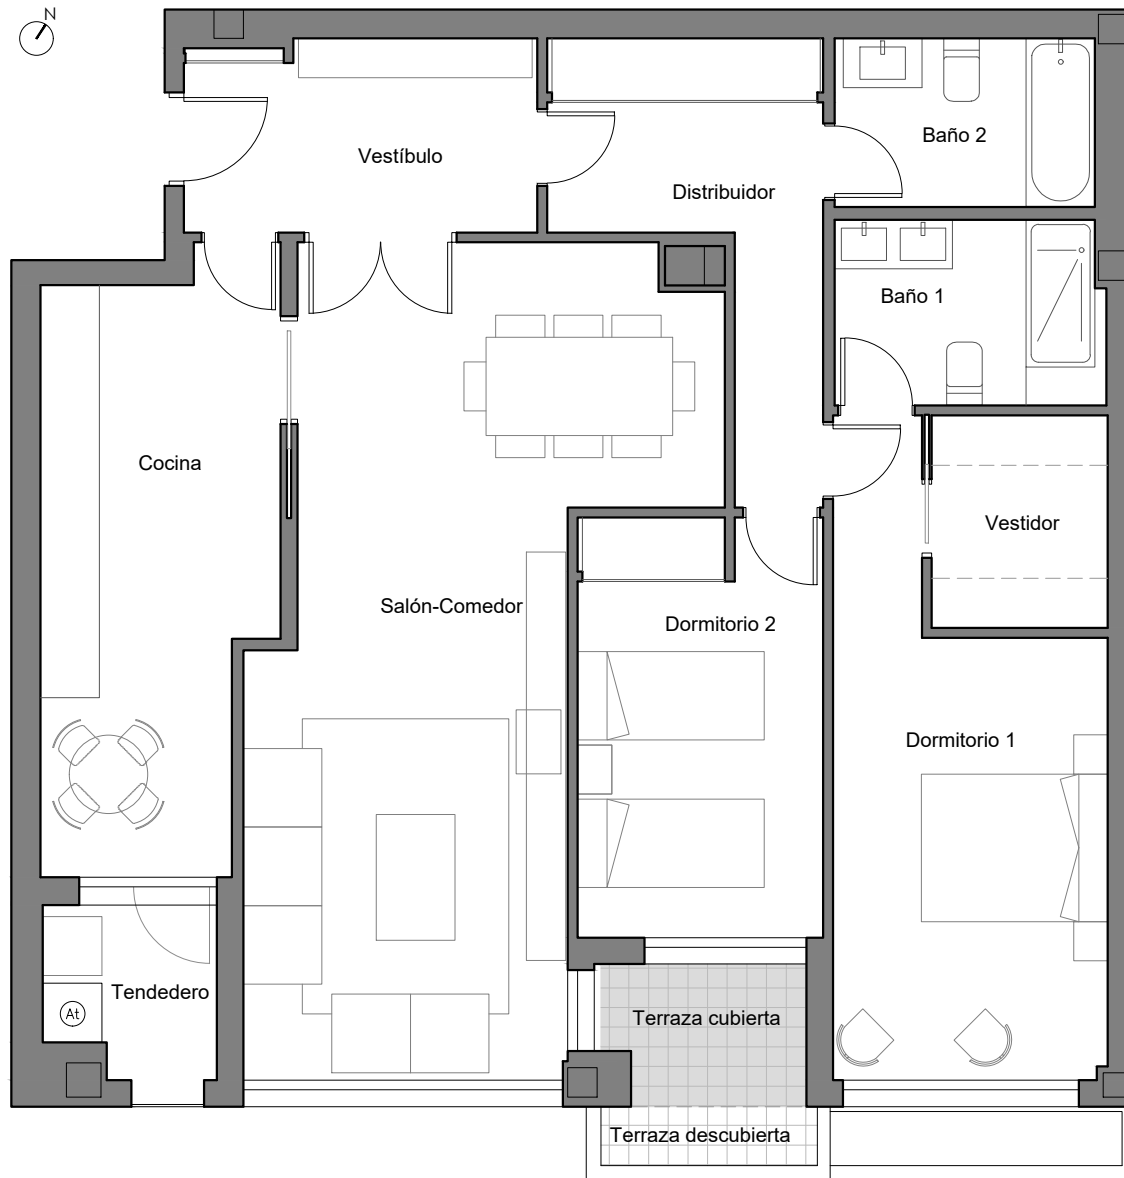 N
Baño 2
Vestíbulo
Distribuidor
Baño 1
Cocina
Vestidor
Salón-Comedor
Dormitorio 2
Dormitorio 1
Tendedero
At
Terraza cubierta
Terraza descubierta